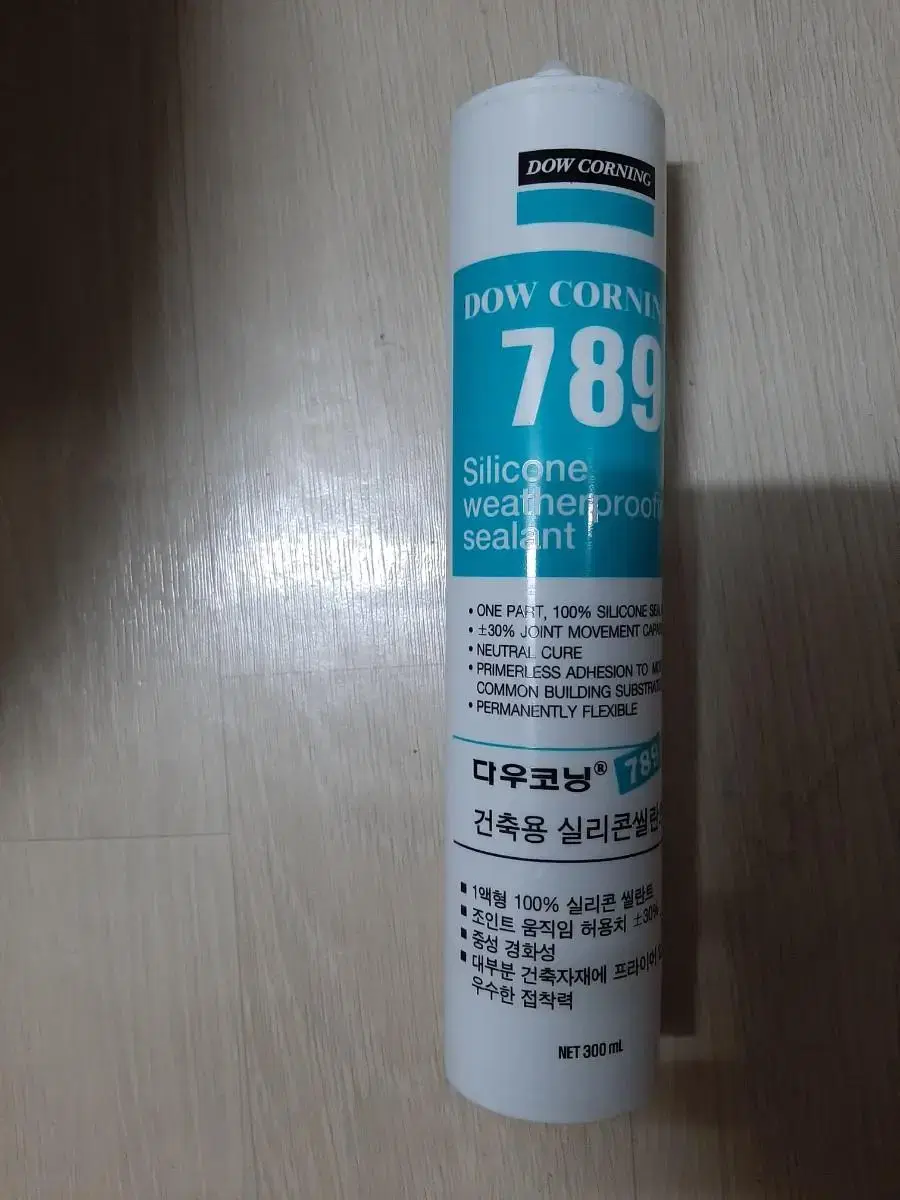 DOW CORNING
DOW CORNIN
789
Silicone
weatherproofi
sealant
• ONE PART, 100% SILICONE SEA
• ±30% JOINT MOVEMENT CAPA
• NEUTRAL CURE
• PRIMERLESS ADHESION TO MO
COMMON BUILDING SUBSTRAT
• PERMANENTLY FLEXIBLE
다우코닝® 789
건축용 실리콘씰란트
■ 1액형 100% 실리콘 씰란트
■ 조인트 움직임 허용치 ±30%
■ 중성 경화성
■ 대부분 건축자재에 프라이머
우수한 접착력
NET 300 mL